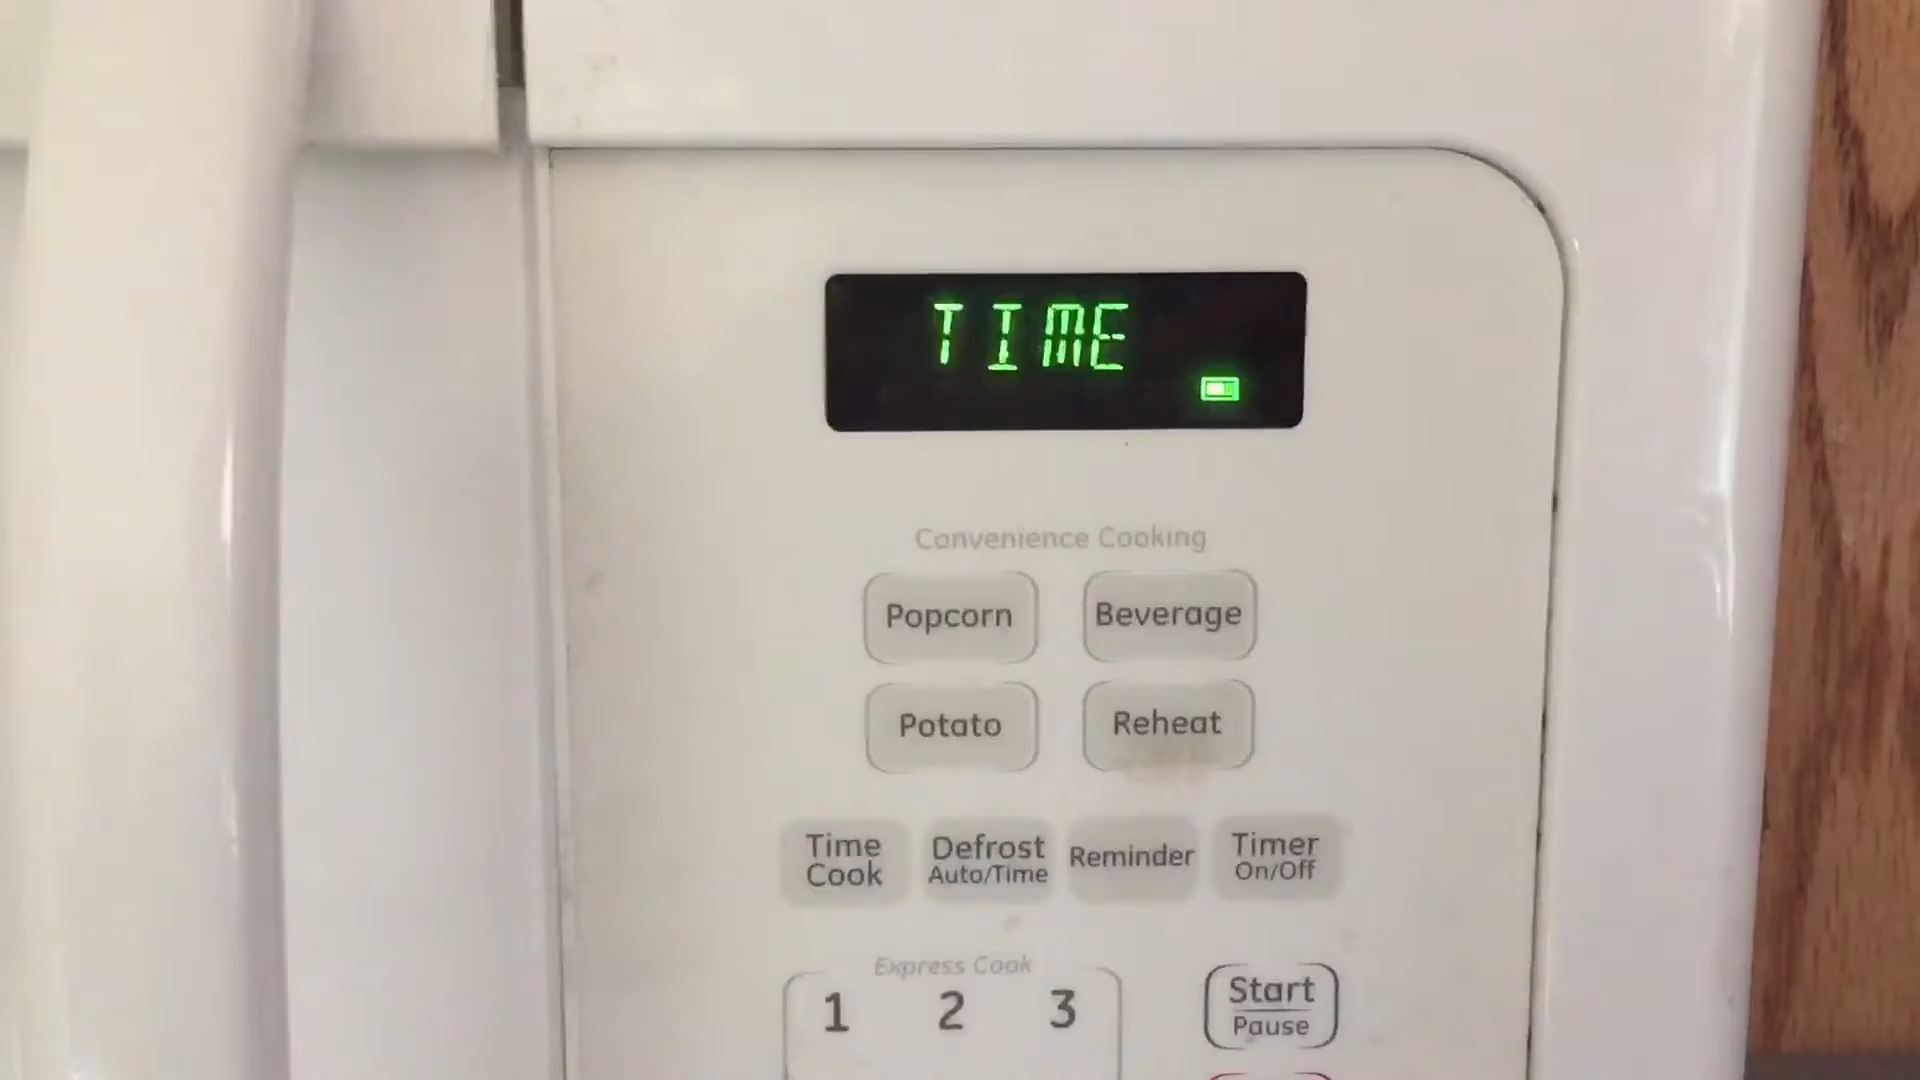 TIME
Convenience Cooking
Popcorn
Beverage
Potato
Reheat
Time
Cook
Defrost
Auto/Time
Reminder
Timer
On/Off
Express Cook
1 2 3
Start
Pause